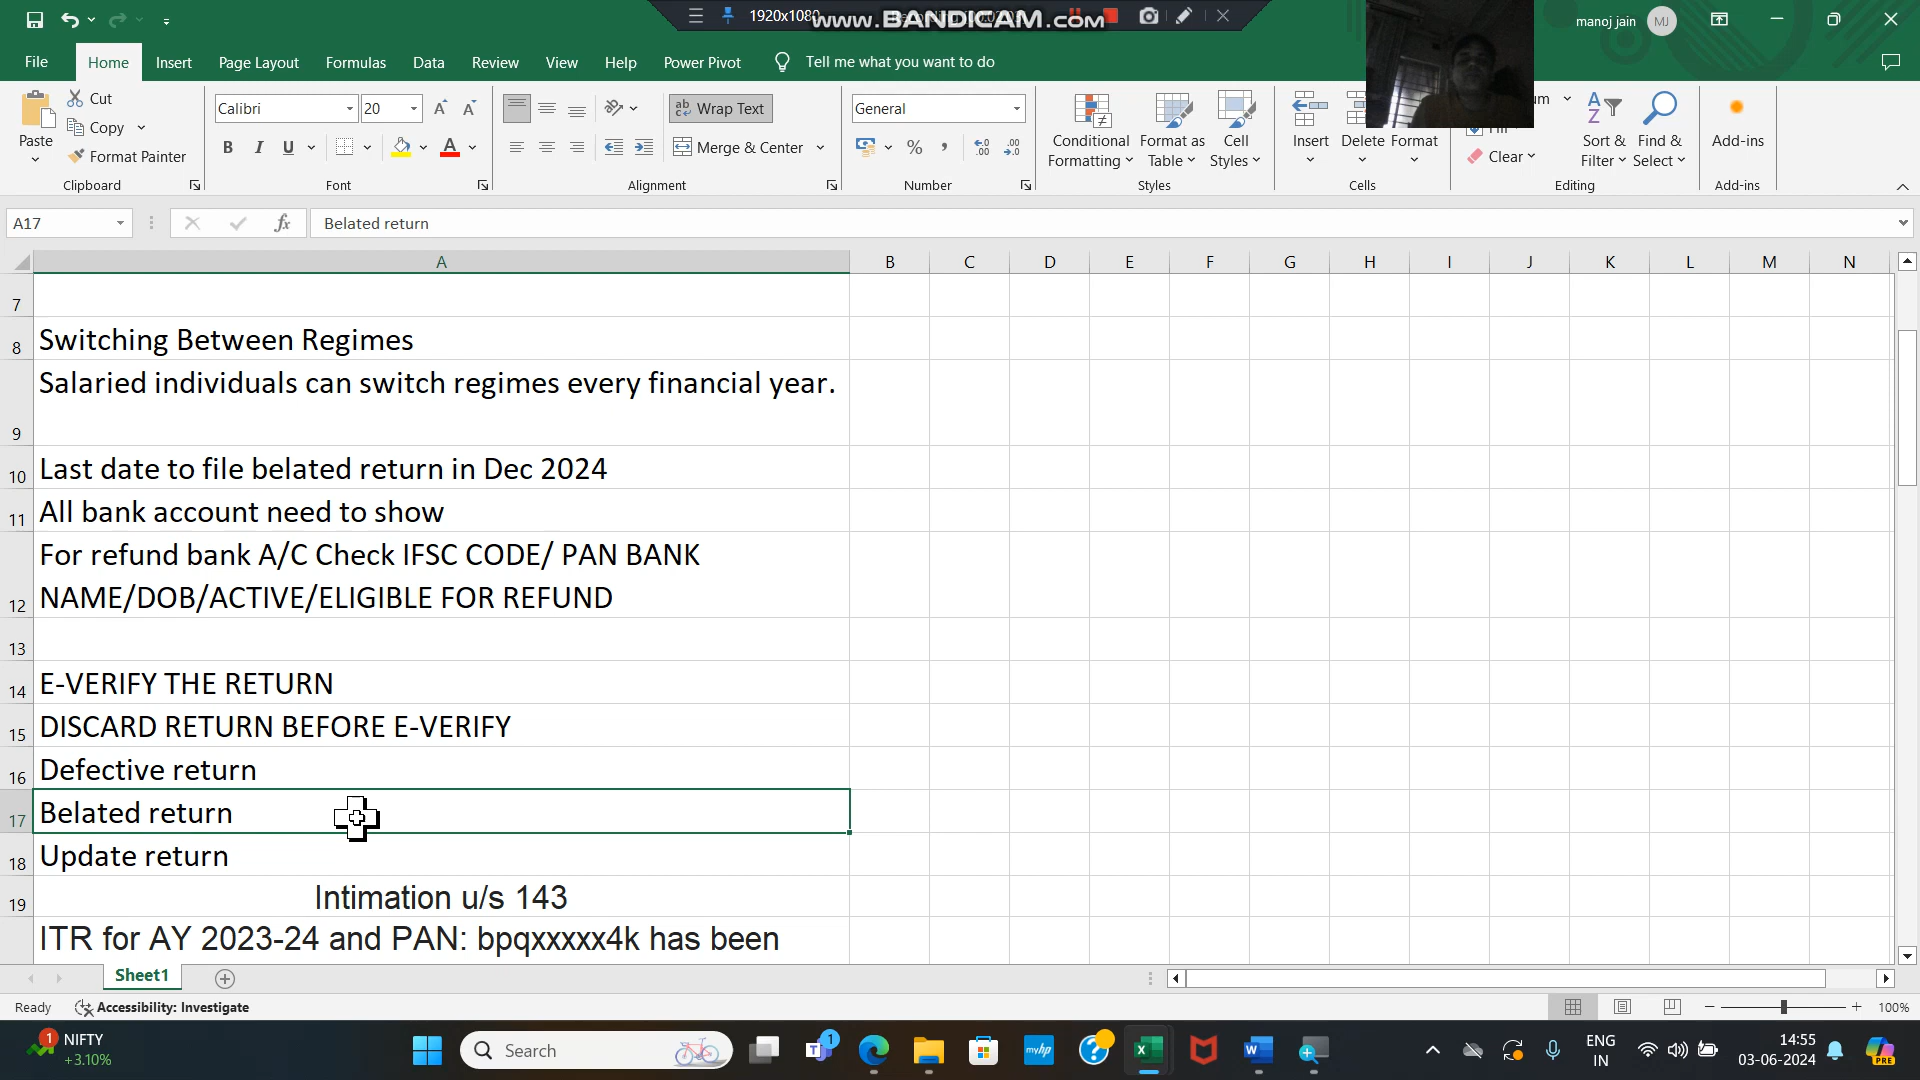 1920x1080
www.BANDICAM.com
manoj jain
MJ
File
Home
Insert
Page Layout
Formulas
Data
Review
View
Help
Power Pivot
Tell me what you want to do
Paste
Cut
Copy
Format Painter
Clipboard
Calibri
20
B
I
U
Font
Wrap Text
Merge & Center
Alignment
General
%
Number
Conditional Formatting
Format as Table
Cell Styles
Styles
Insert
Delete
Format
Cells
Clear
Sort & Filter
Find & Select
Editing
Add-ins
Add-ins
A17
fx
Belated return
A B C D E F G H I J K L M N
7
8 Switching Between Regimes
9 Salaried individuals can switch regimes every financial year.
10 Last date to file belated return in Dec 2024
11 All bank account need to show
12 For refund bank A/C Check IFSC CODE/ PAN BANK
NAME/DOB/ACTIVE/ELIGIBLE FOR REFUND
13
14 E-VERIFY THE RETURN
15 DISCARD RETURN BEFORE E-VERIFY
16 Defective return
17 Belated return
18 Update return
19 Intimation u/s 143
ITR for AY 2023-24 and PAN: bpqxxxxx4k has been
Sheet1
Ready
Accessibility: Investigate
100%
1
NIFTY
+3.10%
Search
1
myhp
ENG
IN
14:55
03-06-2024
PRE